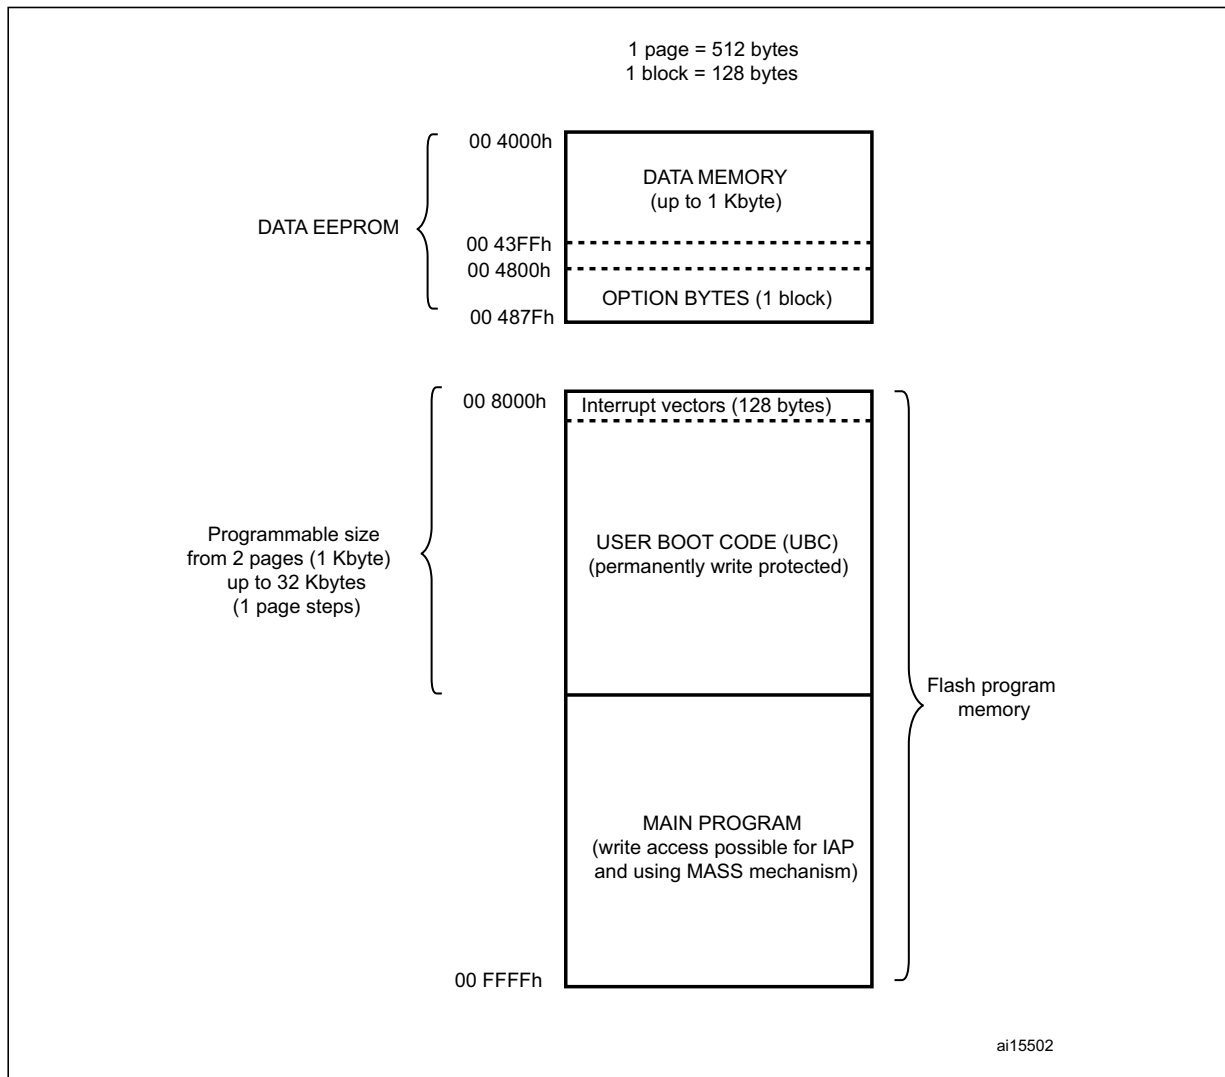 1 page = 512 bytes
1 block = 128 bytes
00 4000h
DATA MEMORY
(up to 1 Kbyte)
DATA EEPROM
00 43FFh
00 4800h
OPTION BYTES (1 block)
00 487Fh
00 8000h
Interrupt vectors (128 bytes)
Programmable size
from 2 pages (1 Kbyte)
up to 32 Kbytes
(1 page steps)
USER BOOT CODE (UBC)
(permanently write protected)
Flash program
memory
MAIN PROGRAM
(write access possible for IAP
and using MASS mechanism)
00 FFFFh
ai15502